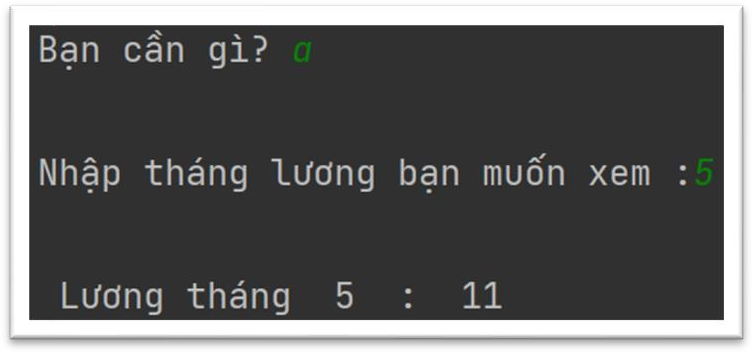 Bạn cần gì? a
Nhập tháng lương bạn muốn xem :5
Lương tháng  5  :  11